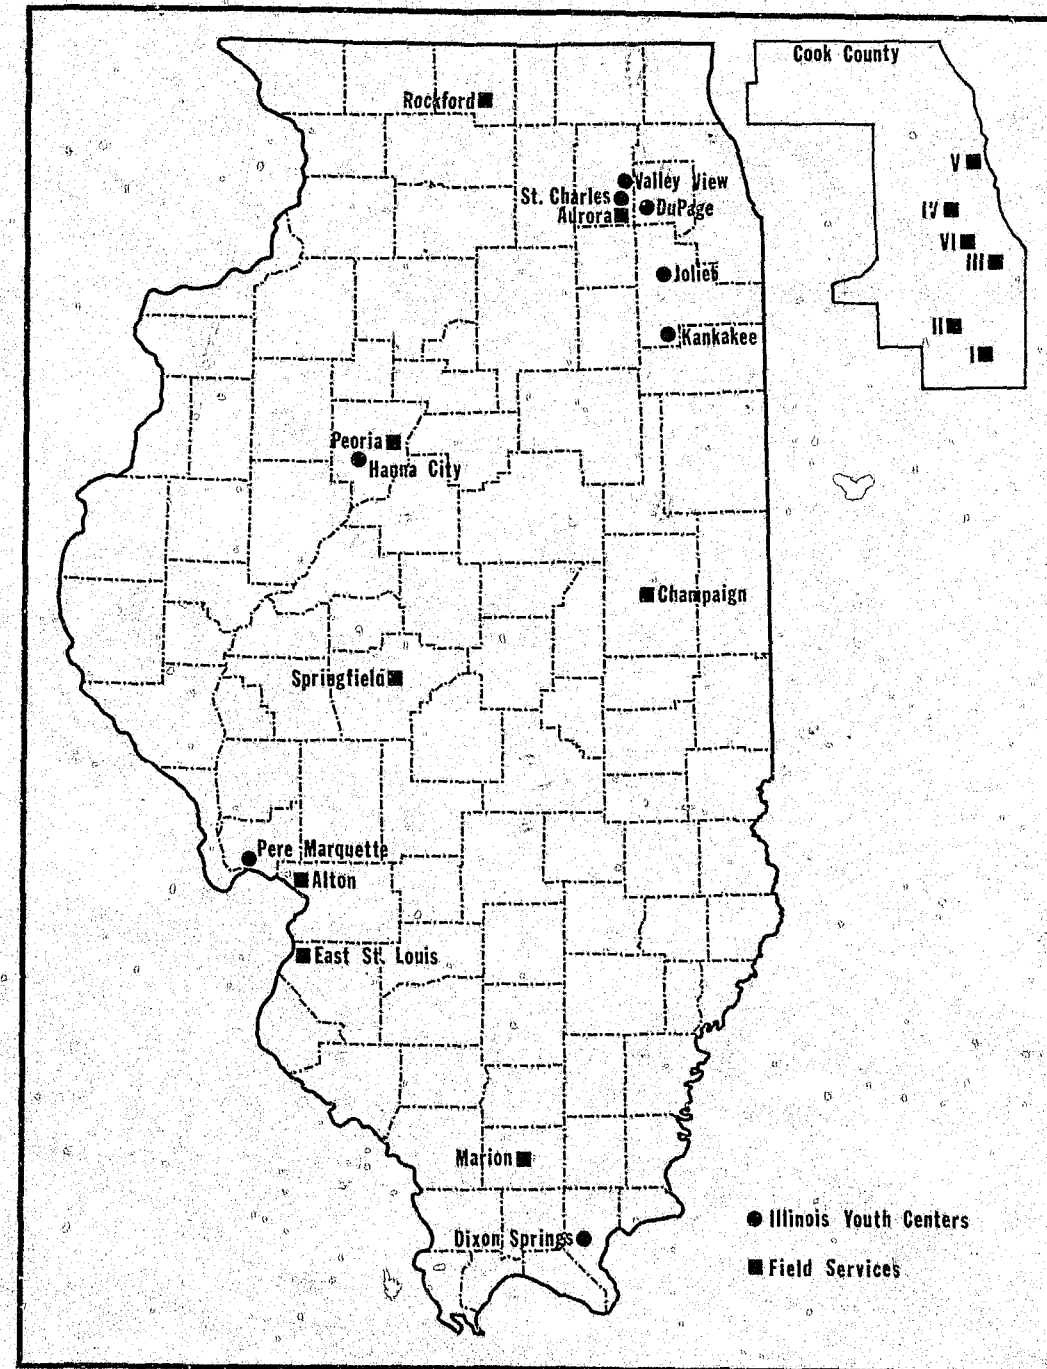 Cook County
Rockford
V
Valley View
St. Charles
IV
DuPage
Aurora
VI
III
Joliet
II
Kankakee
I
Peoria
Hanna City
Champaign
Springfield
Pere Marquette
Alton
East St. Louis
Marion
Illinois Youth Centers
Dixon Springs
Field Services